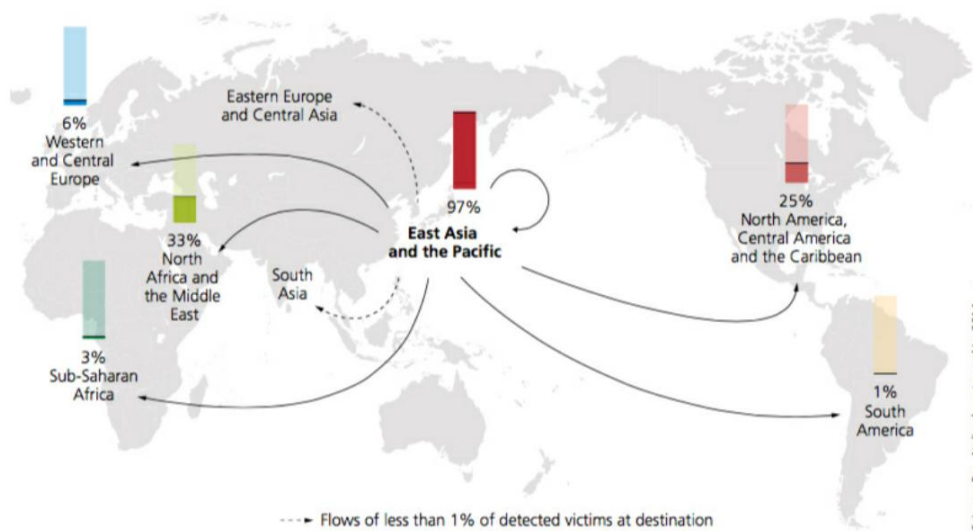 Eastern Europe
and Central Asia
6%
Western
and Central
Europe
97%
East Asia
and the Pacific
25%
North America,
Central America
and the Caribbean
33%
North
Africa and
the Middle
East
South
Asia
3%
Sub-Saharan
Africa
1%
South
America
Flows of less than 1% of detected victims at destination